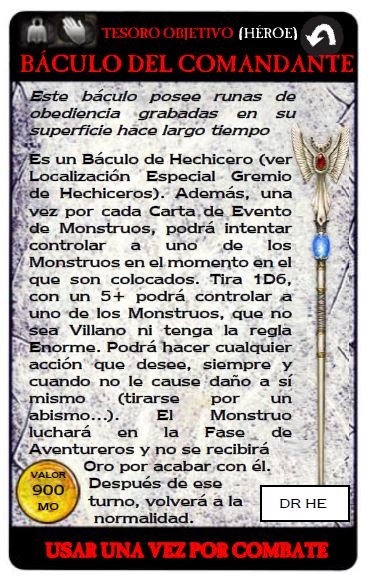 TESORO OBJETIVO (HÉROE)
BÁCULO DEL COMANDANTE
Este báculo posee runas de
obediencia grabadas en su
superficie hace largo tiempo
Es un Báculo de Hechicero (ver
Localización Especial Gremio
de Hechiceros). Además, una
vez por cada Carta de Evento
de Monstruos, podrá intentar
controlar a uno de los
Monstruos en el momento en el
que son colocados. Tira 1D6,
con un 5+ podrá controlar a
uno de los Monstruos, que no
sea Villano ni tenga la regla
Enorme. Podrá hacer cualquier
acción que desee, siempre y
cuando no le cause daño a sí
mismo (tirarse por un
abismo...). El Monstruo
luchará en la Fase de
Aventureros y no se recibirá
Oro por acabar con él.
Después de ese
turno, volverá a la
normalidad.
VALOR
900
MO
DR HE
USAR UNA VEZ POR COMBATE